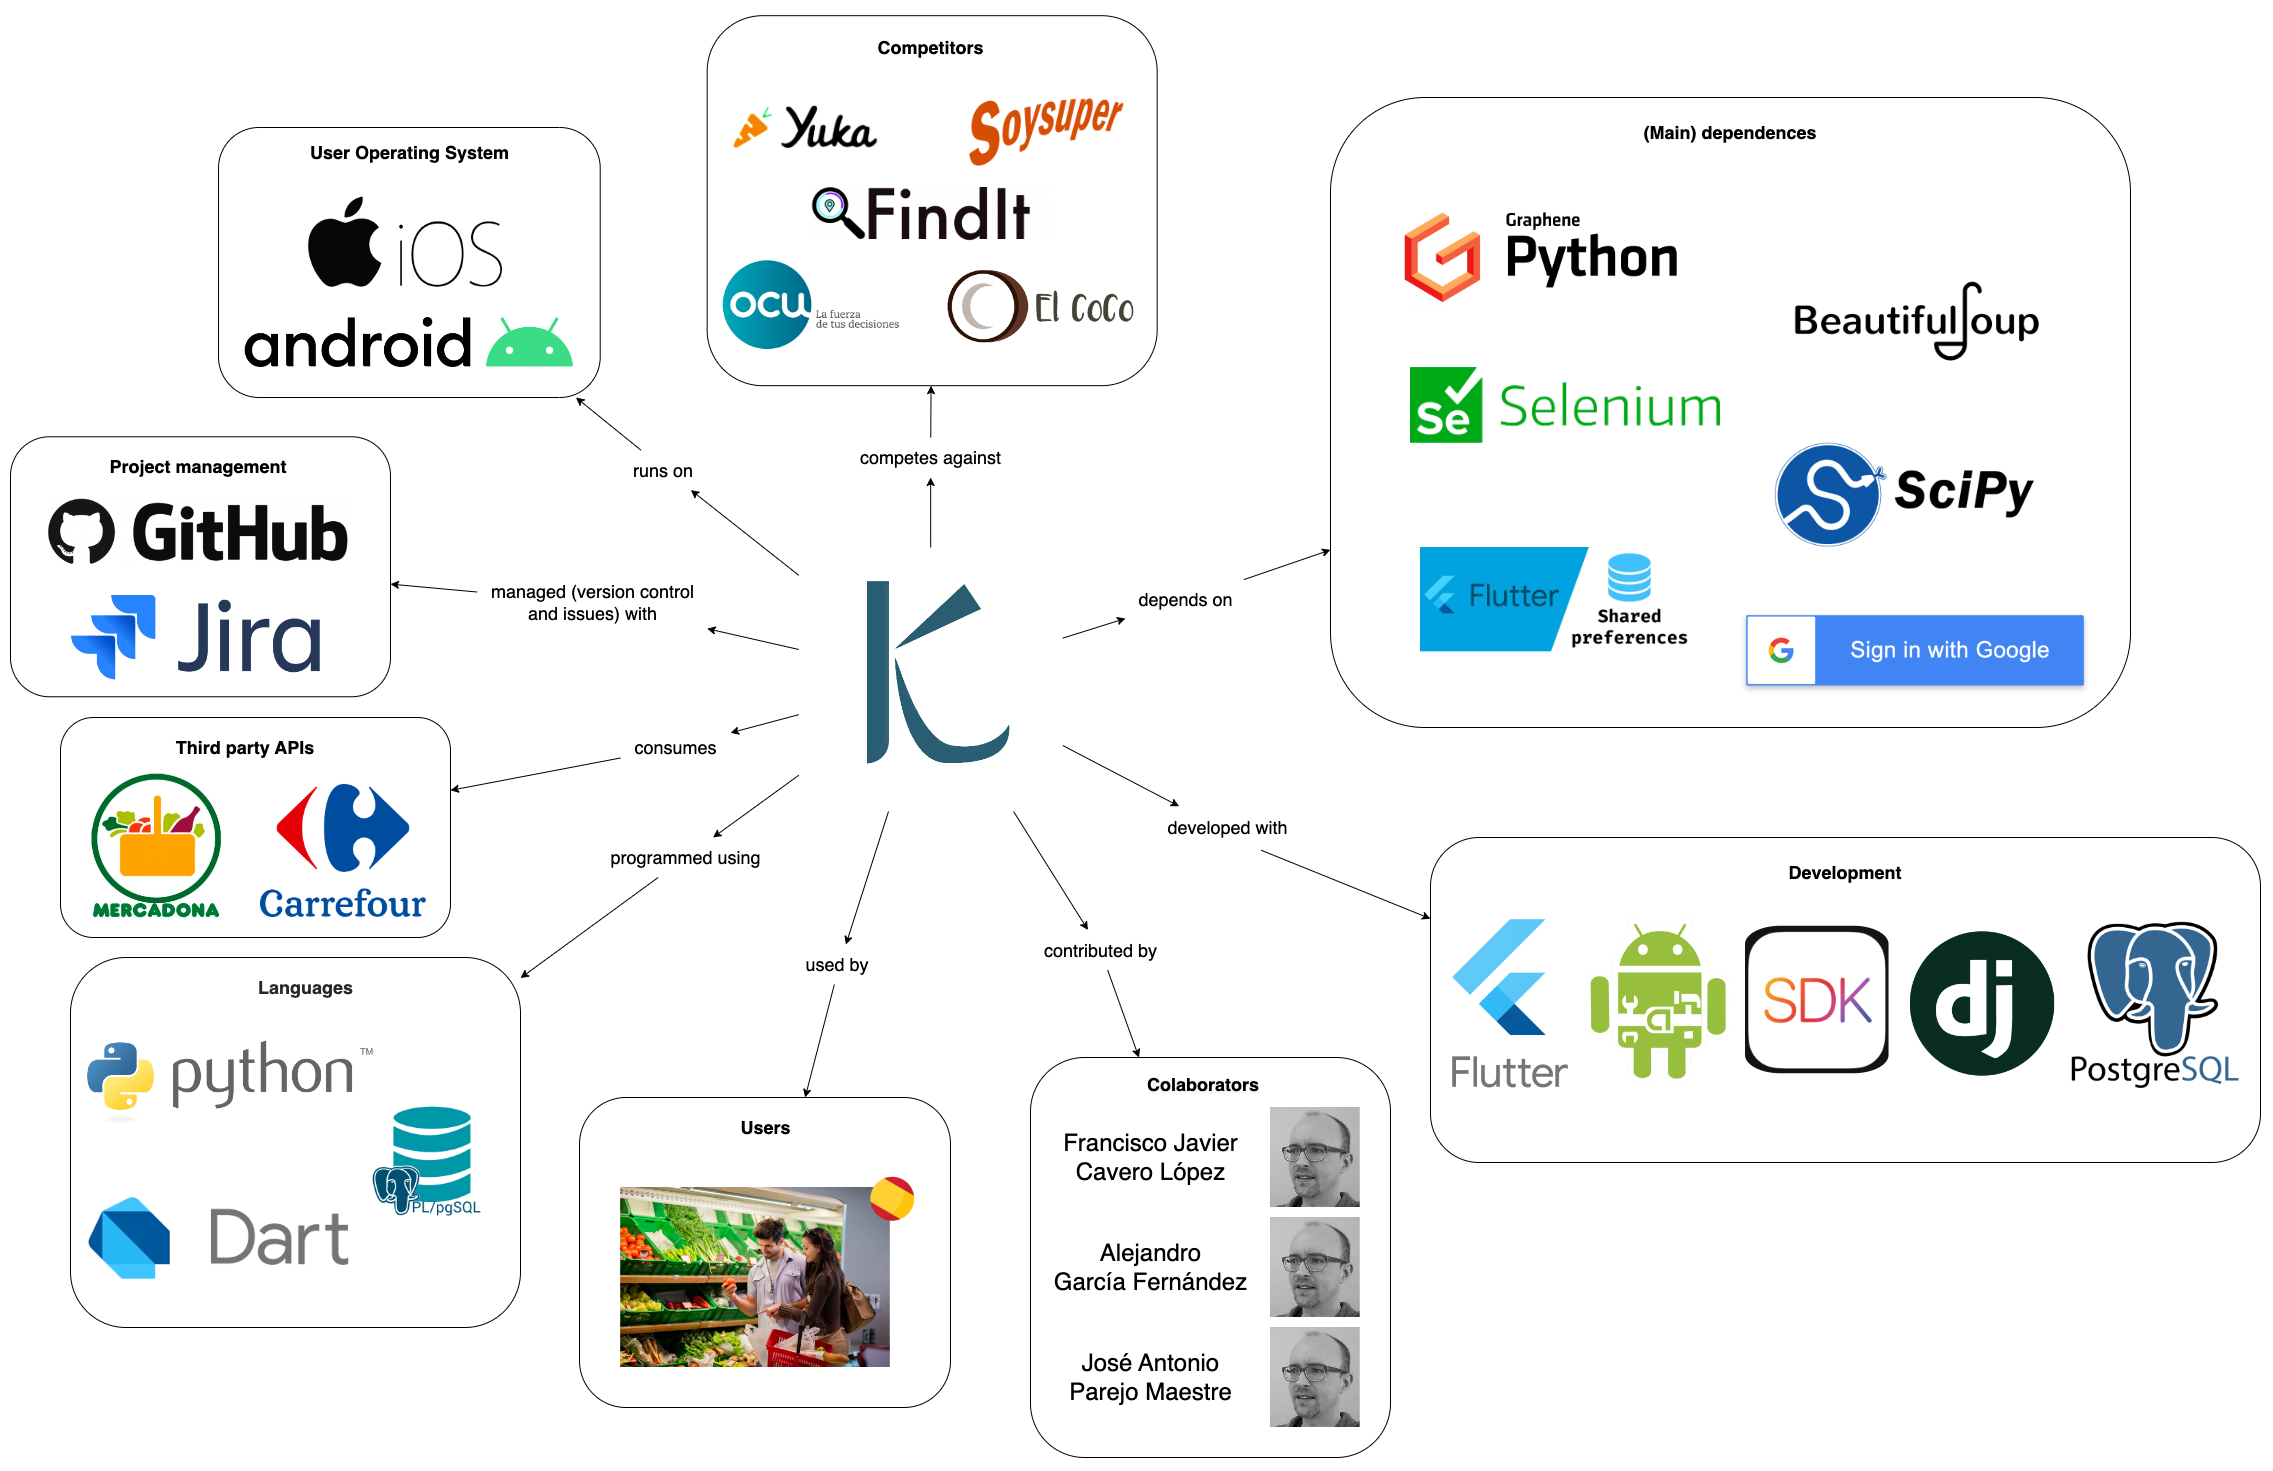 Competitors
Yuka
Soysuper
FindIt
ocu
La fuerza
de tus decisiones
El CoCo
User Operating System
iOS
android
(Main) dependences
Graphene
Python
BeautifulSoup
Se Selenium
SciPy
Flutter
Shared
preferences
G Sign in with Google
Project management
GitHub
Jira
runs on
competes against
managed (version control
and issues) with
depends on
K
Third party APIs
MERCADONA
Carrefour
consumes
programmed using
developed with
used by
contributed by
Languages
python ™
PL/pgSQL
Dart
Users
Colaborators
Francisco Javier
Cavero López
Alejandro
García Fernández
José Antonio
Parejo Maestre
Development
Flutter
SDK
dj
PostgreSQL